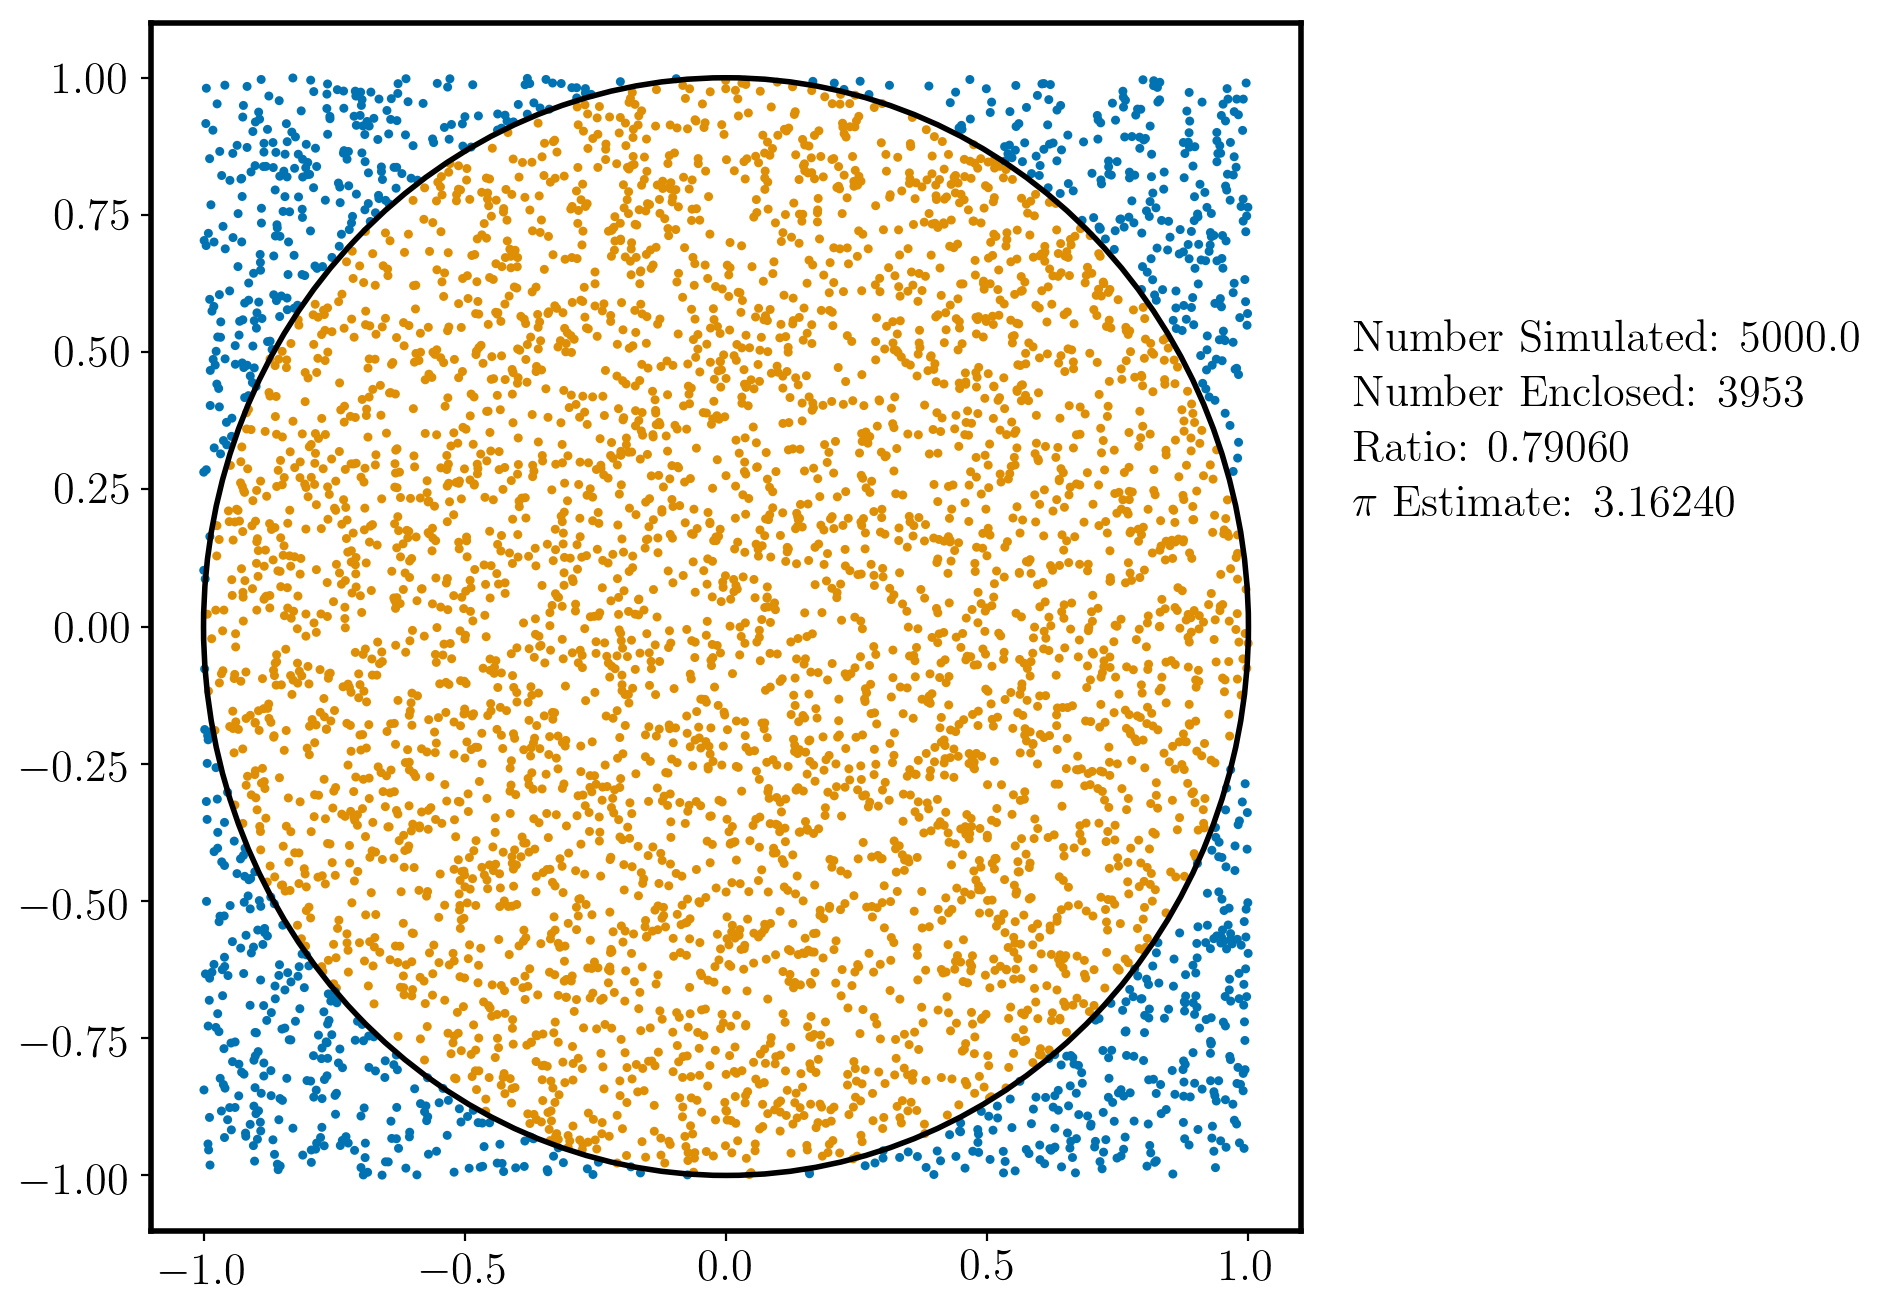 1.00
0.75
0.50
0.25
0.00
−0.25
−0.50
−0.75
−1.00
−1.0 −0.5 0.0 0.5 1.0
Number Simulated: 5000.0
Number Enclosed: 3953
Ratio: 0.79060
π Estimate: 3.16240